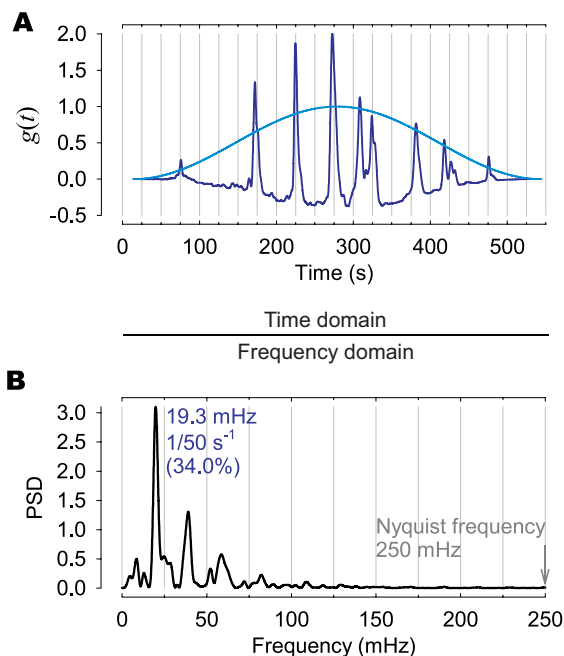 A
2.0
1.5
1.0
0.5
0.0
-0.5
g(t)
0 100 200 300 400 500
Time (s)
Time domain
Frequency domain
B
3.0
2.5
2.0
1.5
1.0
0.5
0.0
PSD
19.3 mHz
1/50 s⁻¹
(34.0%)
Nyquist frequency
250 mHz
0 50 100 150 200 250
Frequency (mHz)